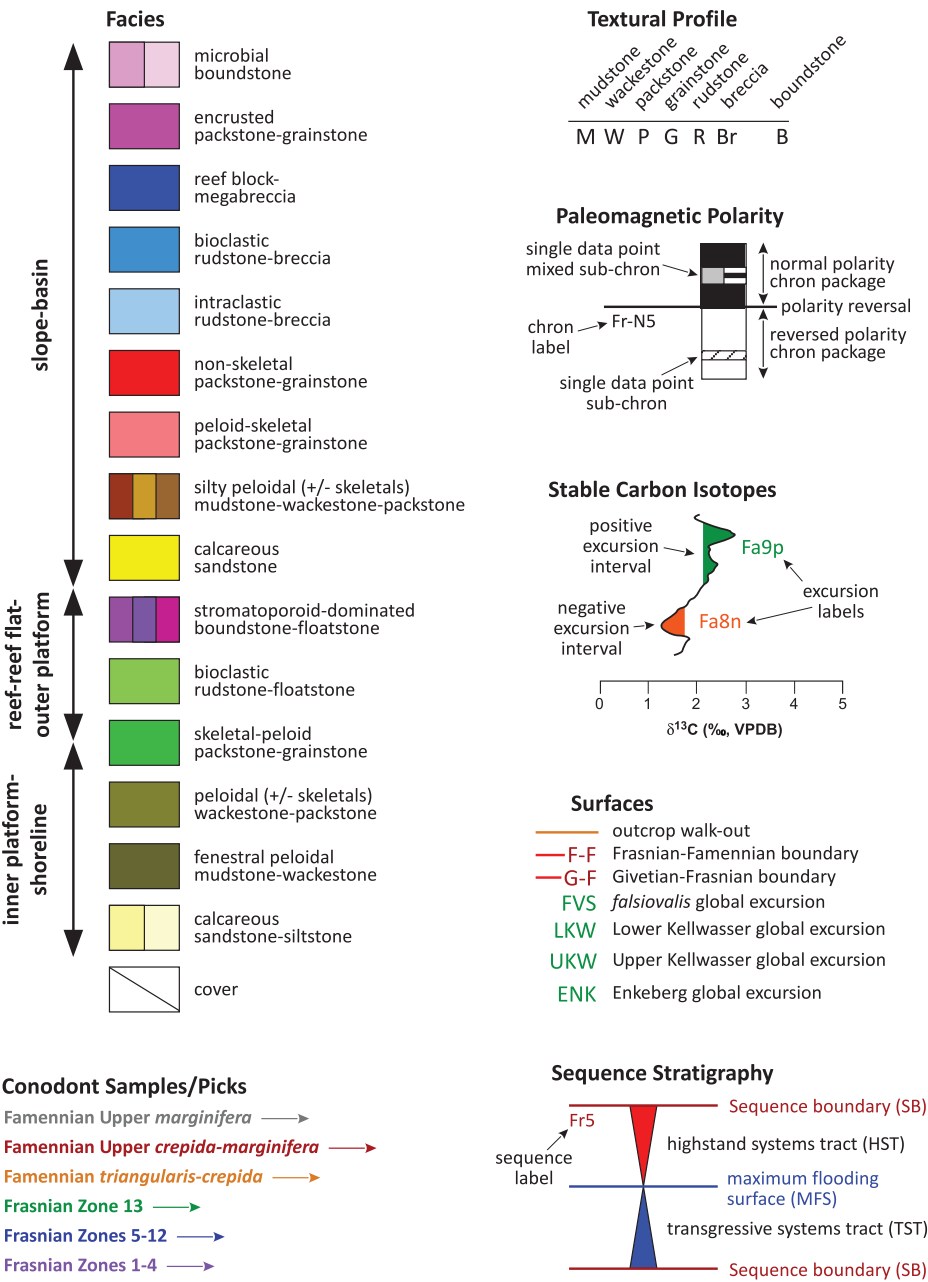 Facies
microbial
boundstone
encrusted
packstone-grainstone
reef block-
megabreccia
bioclastic
rudstone-breccia
intraclastic
rudstone-breccia
non-skeletal
packstone-grainstone
peloid-skeletal
packstone-grainstone
silty peloidal (+/- skeletals)
mudstone-wackestone-packstone
calcareous
sandstone
stromatoporoid-dominated
boundstone-floatstone
bioclastic
rudstone-floatstone
skeletal-peloid
packstone-grainstone
peloidal (+/- skeletals)
wackestone-packstone
fenestral peloidal
mudstone-wackestone
calcareous
sandstone-siltstone
cover
slope-basin
reef-reef flat-
outer platform
inner platform-
shoreline
Conodont Samples/Picks
Famennian Upper marginifera
Famennian Upper crepida-marginifera
Famennian triangularis-crepida
Frasnian Zone 13
Frasnian Zones 5-12
Frasnian Zones 1-4
Textural Profile
mudstone
wackestone
packstone
grainstone
rudstone
breccia
boundstone
M W P G R Br B
Paleomagnetic Polarity
single data point
mixed sub-chron
normal polarity
chron package
polarity reversal
Fr-N5
chron
label
reversed polarity
chron package
single data point
sub-chron
Stable Carbon Isotopes
positive
excursion
interval
Fa9p
excursion
labels
negative
excursion
interval
Fa8n
0 1 2 3 4 5
δ13C (‰, VPDB)
Surfaces
outcrop walk-out
F-F Frasnian-Famennian boundary
G-F Givetian-Frasnian boundary
FVS falsiovalis global excursion
LKW Lower Kellwasser global excursion
UKW Upper Kellwasser global excursion
ENK Enkeberg global excursion
Sequence Stratigraphy
Sequence boundary (SB)
Fr5
highstand systems tract (HST)
sequence
label
maximum flooding
surface (MFS)
transgressive systems tract (TST)
Sequence boundary (SB)